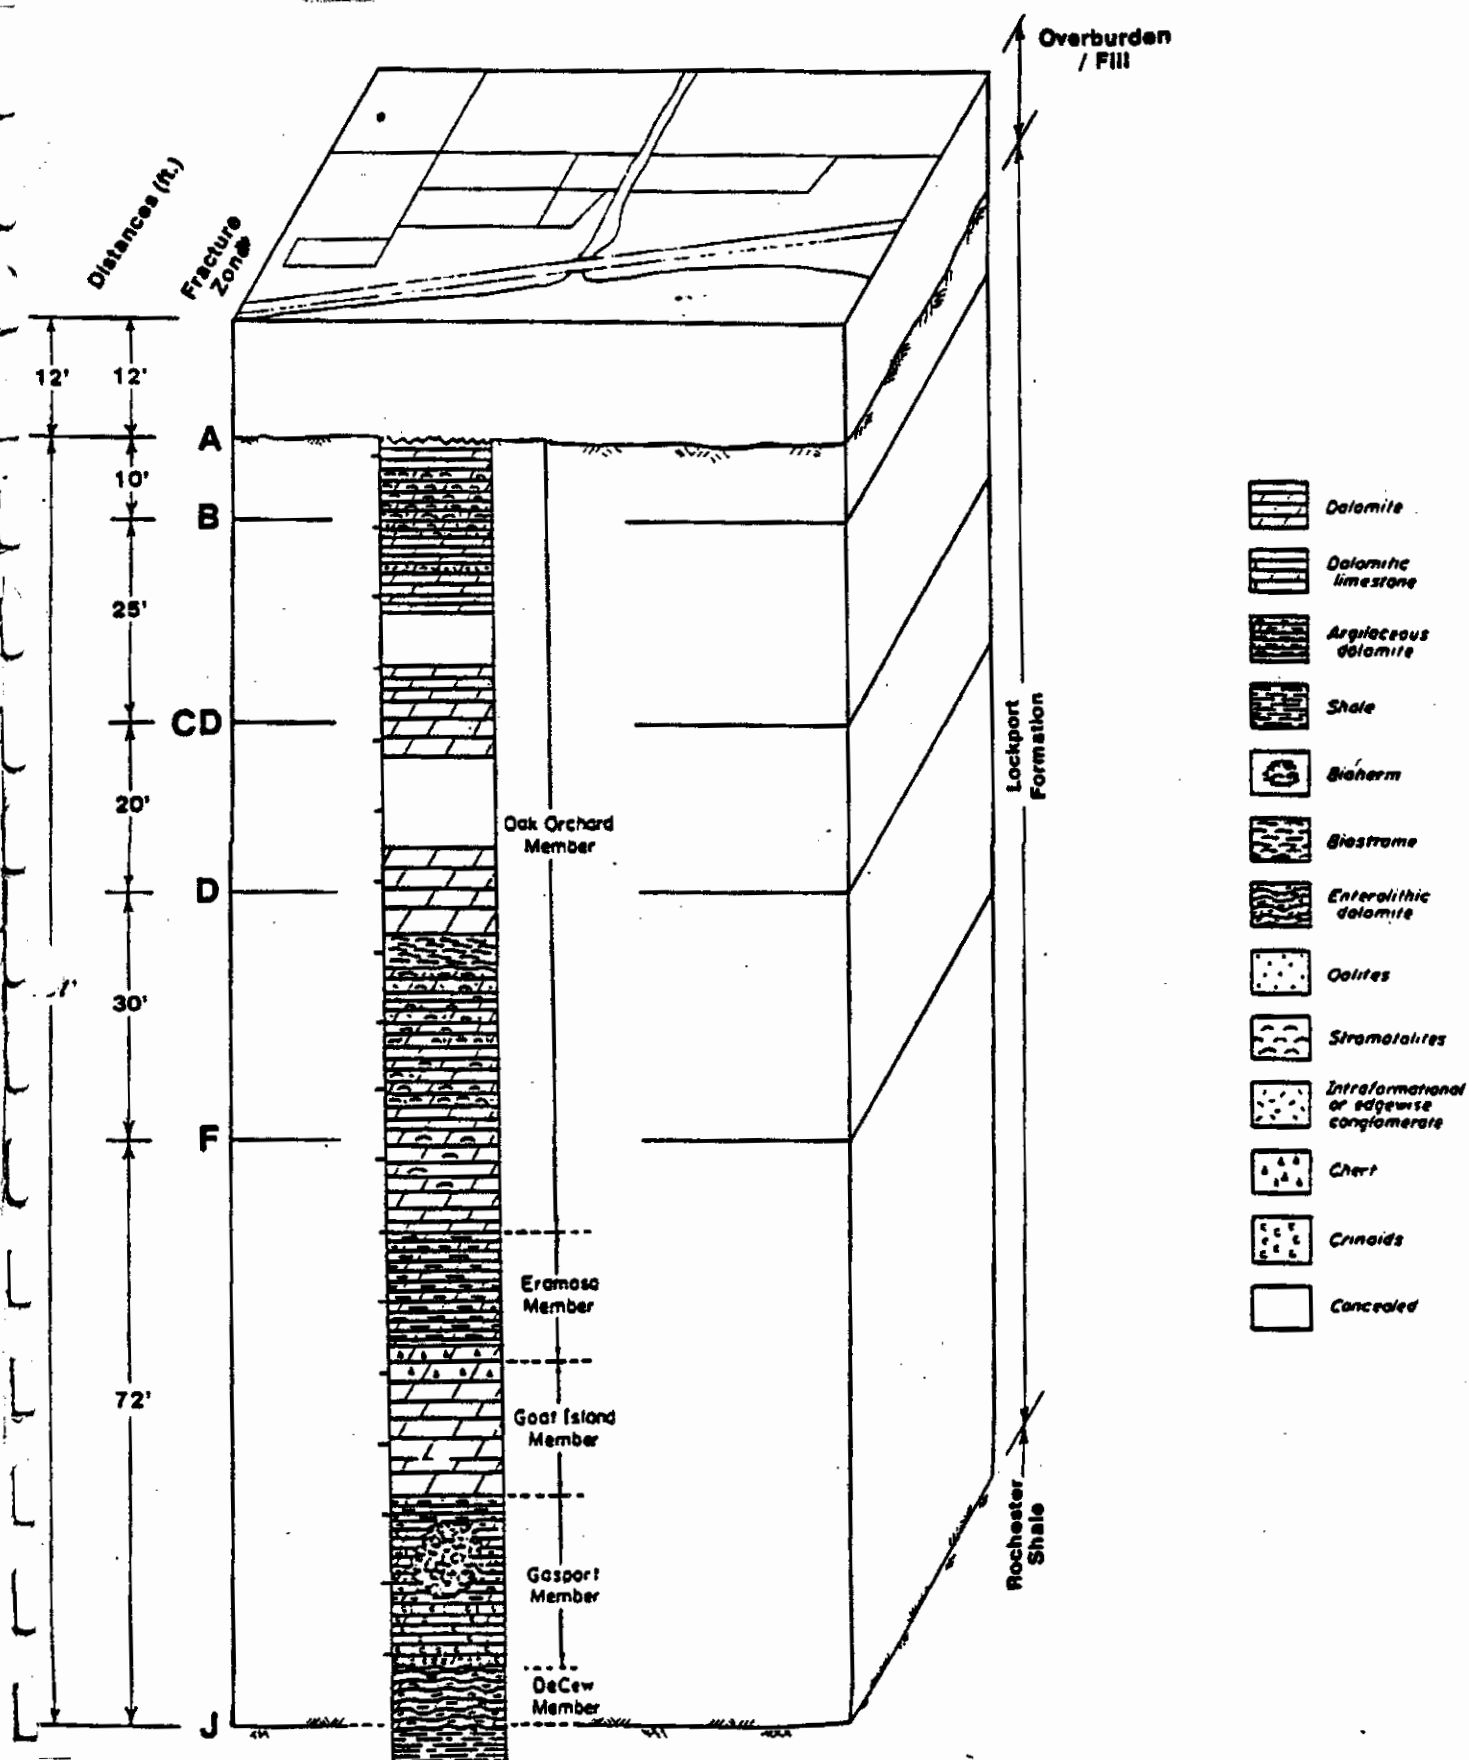 Overburden
/ Fill
Distances (ft.)
Fracture
Zone
12'
12'
A
10'
B
25'
CD
20'
D
30'
F
72'
J
Oak Orchard
Member
Eramosa
Member
Goat Island
Member
Gasport
Member
DeCew
Member
Lockport
Formation
Rochester
Shale
Dolomite
Dolomitic
limestone
Argilaceous
dolomite
Shale
Bioherm
Biostrome
Enterolithic
dolomite
Oolites
Stromatolites
Intraformational
or edgewise
conglomerate
Chert
Crinoids
Concealed